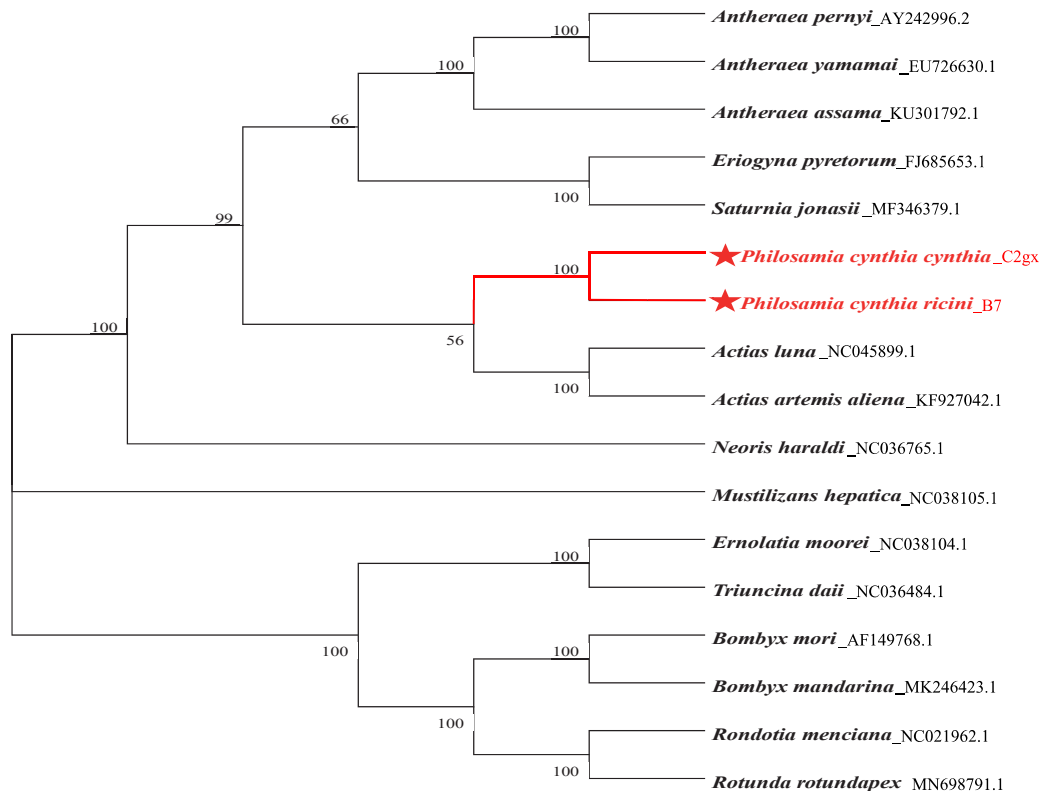 Antheraea pernyi_AY242996.2
100
Antheraea yamamai_EU726630.1
100
Antheraea assama_KU301792.1
66
Eriogyna pyretorum_FJ685653.1
100
Saturnia jonasii_MF346379.1
99
Philosamia cynthia cynthia_C2gx
100
Philosamia cynthia ricini_B7
100
56
Actias luna_NC045899.1
100
Actias artemis aliena_KF927042.1
Neoris haraldi_NC036765.1
Mustilizans hepatica_NC038105.1
Ernolatia moorei_NC038104.1
100
Triuncina daii_NC036484.1
Bombyx mori_AF149768.1
100
100
Bombyx mandarina_MK246423.1
100
Rondotia menciana_NC021962.1
100
Rotunda rotundapex MN698791.1